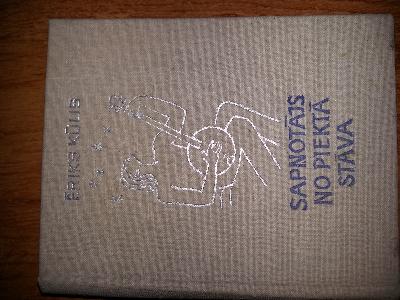 ĒRIKS KŪLIS
SAPŅOTĀJS
NO PIEKTĀ
STĀVA